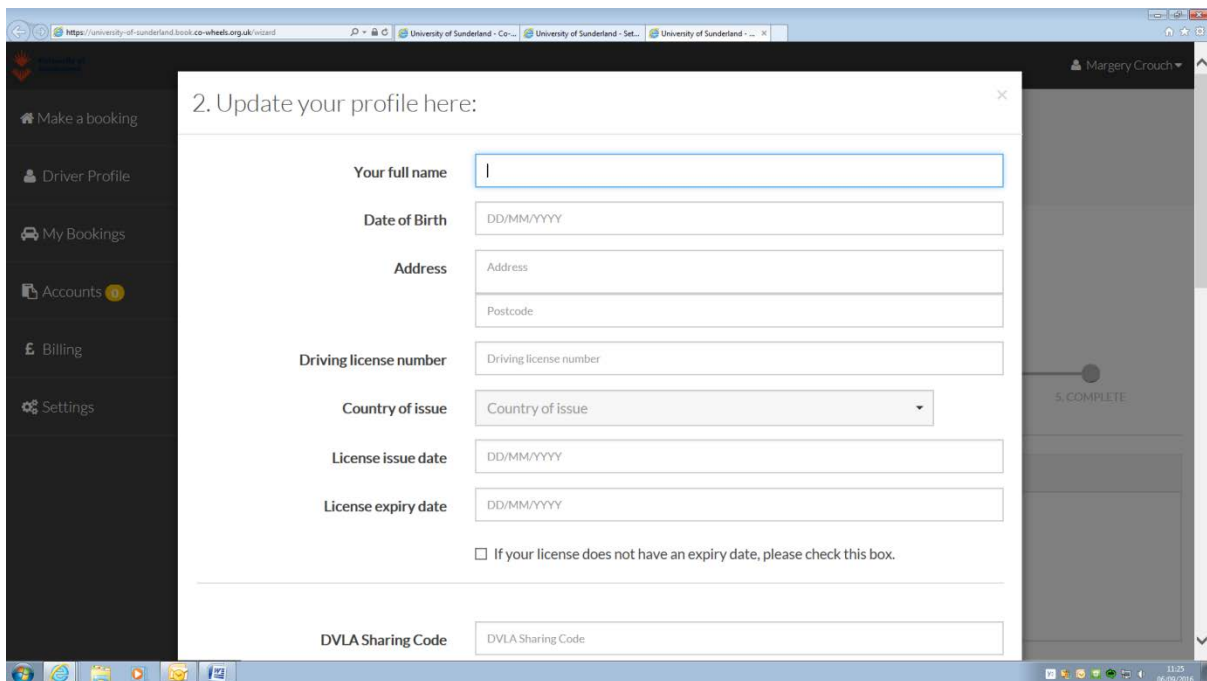 https://university-of-sunderland.book.co-wheels.org.uk/wizard
University of Sunderland - Co-...
University of Sunderland - Set...
University of Sunderland - ...
Margery Crouch
Make a booking
Driver Profile
My Bookings
Accounts 0
£ Billing
Settings
2. Update your profile here:
Your full name
Date of Birth
DD/MM/YYYY
Address
Address
Postcode
Driving license number
Driving license number
Country of issue
Country of issue
License issue date
DD/MM/YYYY
License expiry date
DD/MM/YYYY
If your license does not have an expiry date, please check this box.
DVLA Sharing Code
DVLA Sharing Code
5. COMPLETE
11:25
06/09/2016